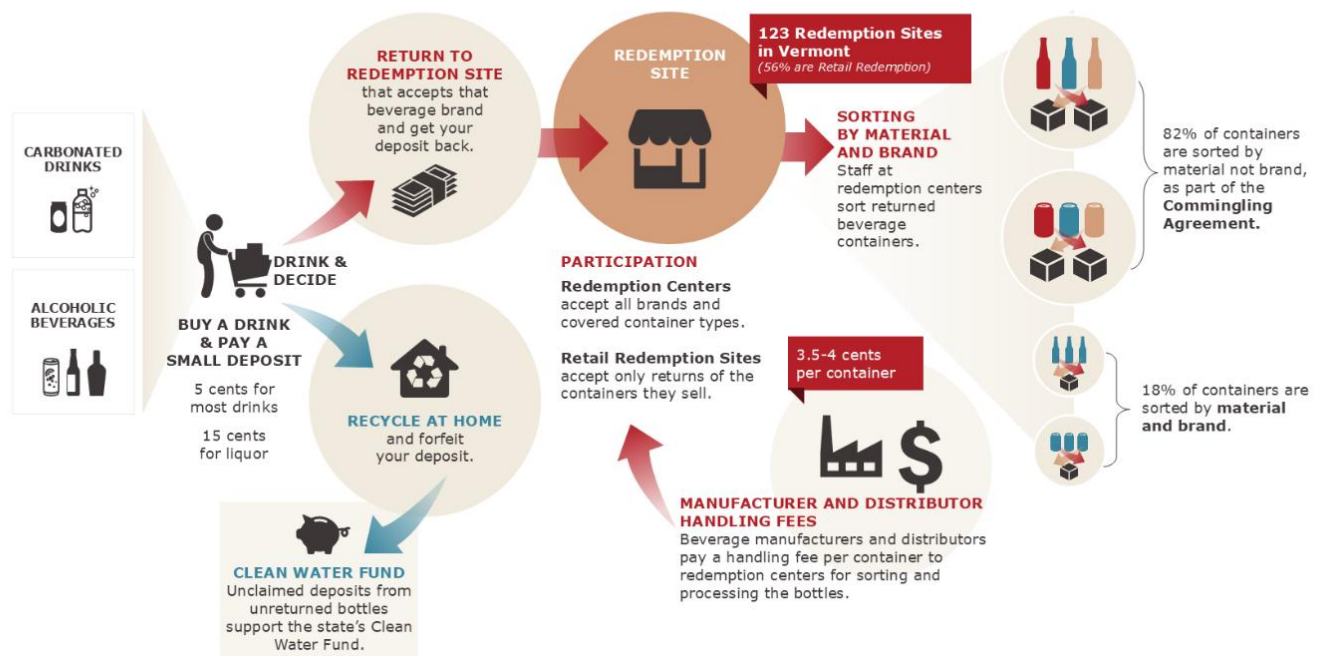 CARBONATED
DRINKS
ALCOHOLIC
BEVERAGES
BUY A DRINK
& PAY A
SMALL DEPOSIT
5 cents for
most drinks
15 cents
for liquor
DRINK &
DECIDE
RETURN TO
REDEMPTION SITE
that accepts that
beverage brand
and get your
deposit back.
RECYCLE AT HOME
and forfeit
your deposit.
CLEAN WATER FUND
Unclaimed deposits from
unreturned bottles
support the state's Clean
Water Fund.
REDEMPTION
SITE
123 Redemption Sites
in Vermont
(56% are Retail Redemption)
PARTICIPATION
Redemption Centers
accept all brands and
covered container types.
Retail Redemption Sites
accept only returns of the
containers they sell.
3.5-4 cents
per container
MANUFACTURER AND DISTRIBUTOR
HANDLING FEES
Beverage manufacturers and distributors
pay a handling fee per container to
redemption centers for sorting and
processing the bottles.
SORTING
BY MATERIAL
AND BRAND
Staff at
redemption centers
sort returned
beverage
containers.
82% of containers
are sorted by
material not brand,
as part of the
Commingling
Agreement.
18% of containers are
sorted by material
and brand.